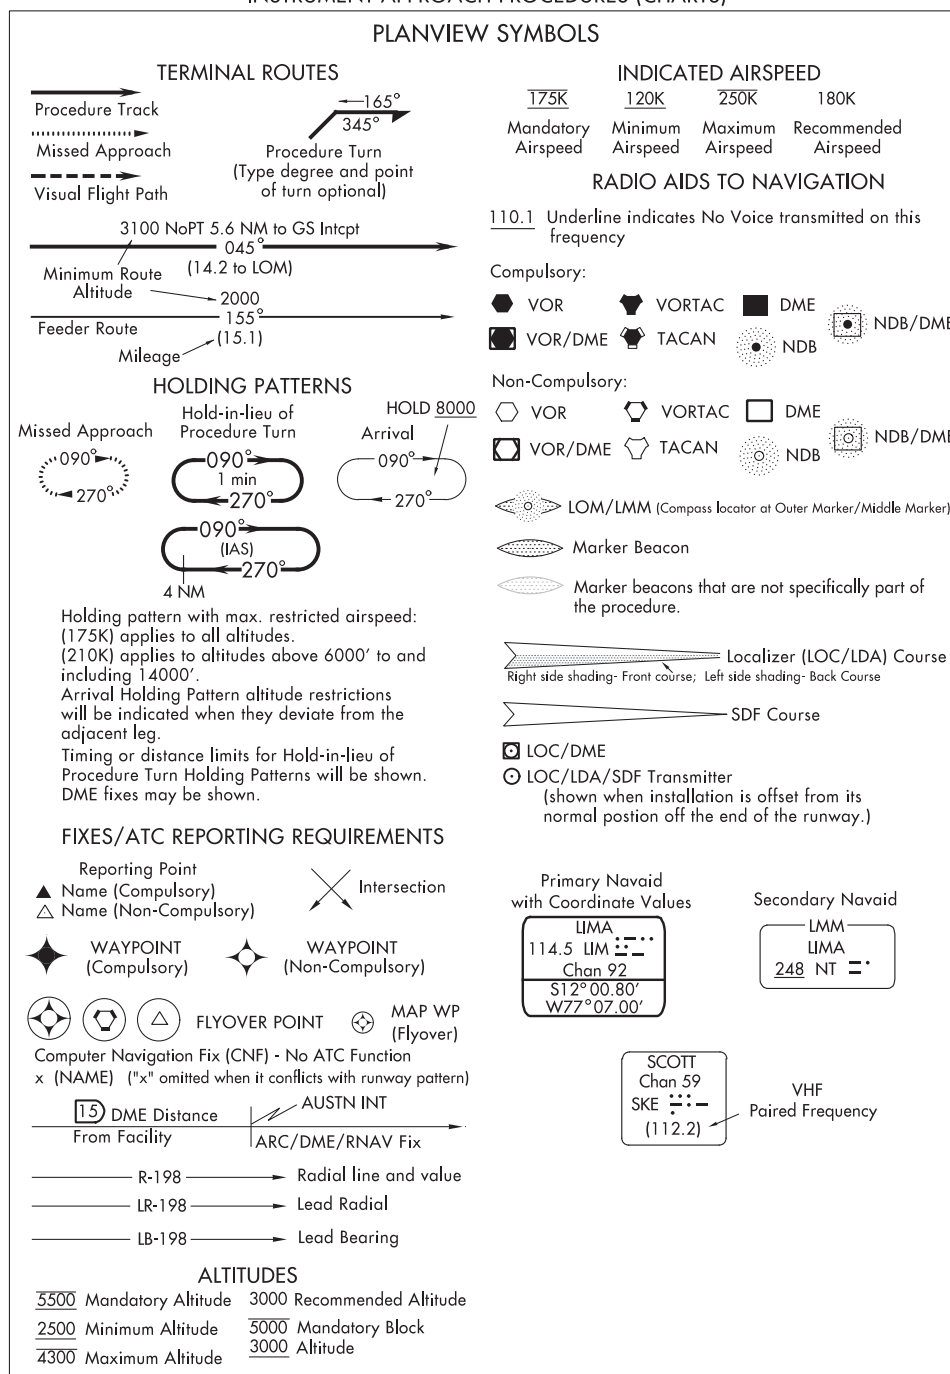 INSTRUMENT APPROACH PROCEDURES (CHARTS)
PLANVIEW SYMBOLS
TERMINAL ROUTES
Procedure Track
Missed Approach
Visual Flight Path
165°
345°
Procedure Turn
(Type degree and point
of turn optional)
3100 NoPT 5.6 NM to GS Intcpt
045°
(14.2 to LOM)
Minimum Route
Altitude
2000
155°
Feeder Route
(15.1)
Mileage
HOLDING PATTERNS
Missed Approach
090°
270°
Hold-in-lieu of
Procedure Turn
090°
1 min
270°
HOLD 8000
Arrival
090°
270°
090°
(IAS)
270°
4 NM
Holding pattern with max. restricted airspeed:
(175K) applies to all altitudes.
(210K) applies to altitudes above 6000′ to and
including 14000′.
Arrival Holding Pattern altitude restrictions
will be indicated when they deviate from the
adjacent leg.
Timing or distance limits for Hold-in-lieu of
Procedure Turn Holding Patterns will be shown.
DME fixes may be shown.
FIXES/ATC REPORTING REQUIREMENTS
Reporting Point
Name (Compulsory)
Name (Non-Compulsory)
Intersection
WAYPOINT
(Compulsory)
WAYPOINT
(Non-Compulsory)
FLYOVER POINT
MAP WP
(Flyover)
Computer Navigation Fix (CNF) - No ATC Function
x (NAME) ("x" omitted when it conflicts with runway pattern)
15 DME Distance
From Facility
AUSTN INT
ARC/DME/RNAV Fix
R-198 Radial line and value
LR-198 Lead Radial
LB-198 Lead Bearing
ALTITUDES
5500 Mandatory Altitude
2500 Minimum Altitude
4300 Maximum Altitude
3000 Recommended Altitude
5000 Mandatory Block
3000 Altitude
INDICATED AIRSPEED
175K 120K 250K 180K
Mandatory Minimum Maximum Recommended
Airspeed Airspeed Airspeed Airspeed
RADIO AIDS TO NAVIGATION
110.1 Underline indicates No Voice transmitted on this
frequency
Compulsory:
VOR VORTAC DME
NDB/DME
VOR/DME TACAN NDB
Non-Compulsory:
VOR VORTAC DME
NDB/DME
VOR/DME TACAN NDB
LOM/LMM (Compass locator at Outer Marker/Middle Marker)
Marker Beacon
Marker beacons that are not specifically part of
the procedure.
Localizer (LOC/LDA) Course
Right side shading- Front course; Left side shading- Back Course
SDF Course
LOC/DME
LOC/LDA/SDF Transmitter
(shown when installation is offset from its
normal postion off the end of the runway.)
Primary Navaid
with Coordinate Values
LIMA
114.5 LIM
Chan 92
S12°00.80′
W77°07.00′
Secondary Navaid
LMM
LIMA
248 NT
SCOTT
Chan 59
SKE
(112.2)
VHF
Paired Frequency